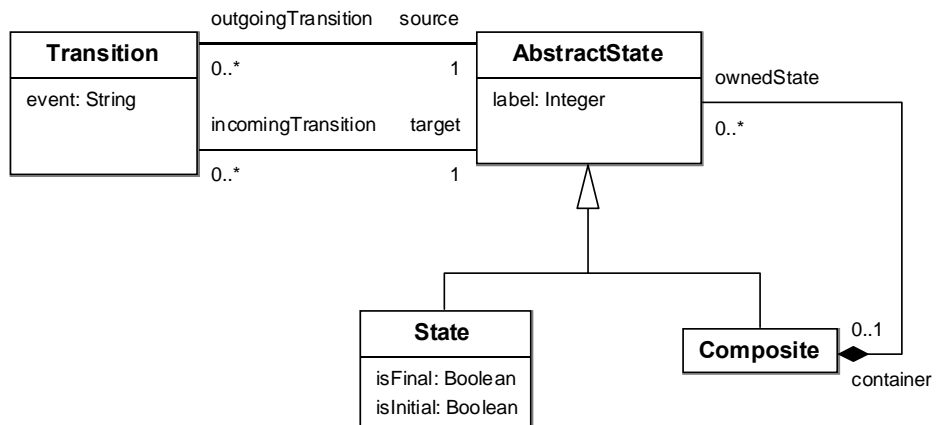 outgoingTransition source
Transition
AbstractState
0..* 1
ownedState
event: String
label: Integer
incomingTransition target
0..*
0..* 1
State
isFinal: Boolean
isInitial: Boolean
Composite
0..1
container